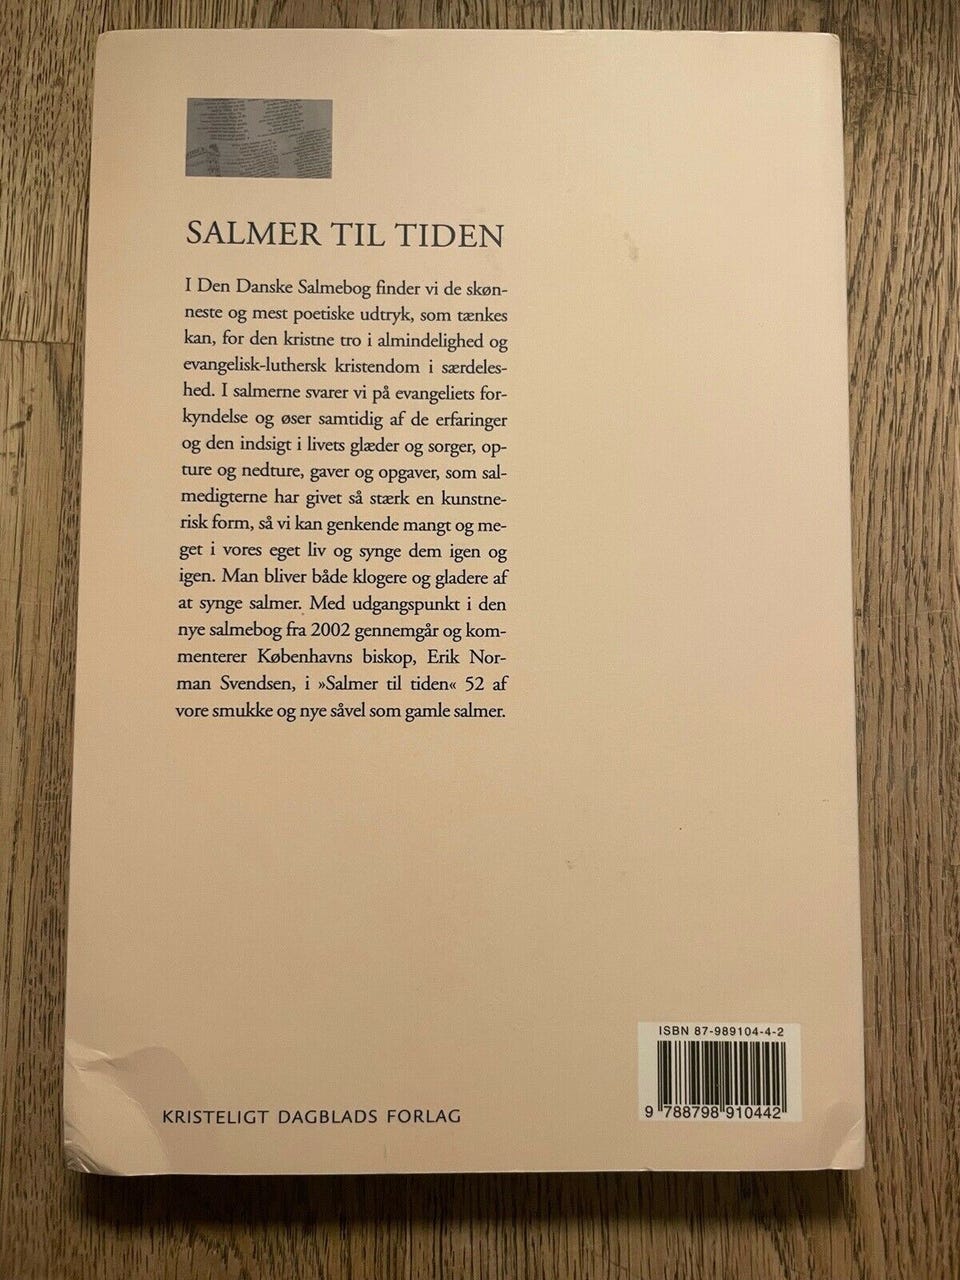 SALMER TIL TIDEN
I Den Danske Salmebog finder vi de skøn-
neste og mest poetiske udtryk, som tænkes
kan, for den kristne tro i almindelighed og
evangelisk-luthersk kristendom i særdeles-
hed. I salmerne svarer vi på evangeliets for-
kyndelse og øser samtidig af de erfaringer
og den indsigt i livets glæder og sorger, op-
ture og nedture, gaver og opgaver, som sal-
medigterne har givet så stærk en kunstne-
risk form, så vi kan genkende mangt og me-
get i vores eget liv og synge dem igen og
igen. Man bliver både klogere og gladere af
at synge salmer. Med udgangspunkt i den
nye salmebog fra 2002 gennemgår og kom-
menterer Københavns biskop, Erik Nor-
man Svendsen, i »Salmer til tiden« 52 af
vore smukke og nye såvel som gamle salmer.
ISBN 87-989104-4-2
9 788798 910442
KRISTELIGT DAGBLADS FORLAG